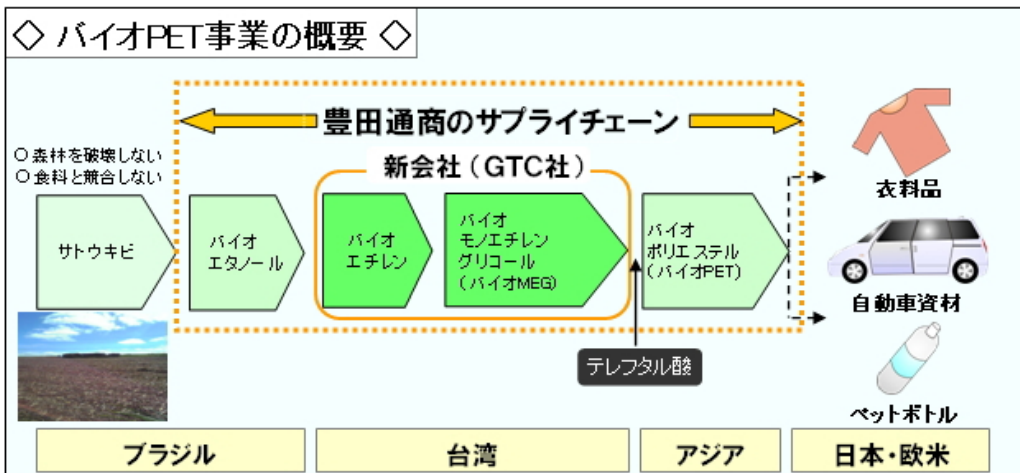 ◇ バイオPET事業の概要 ◇
豊田通商のサプライチェーン
○ 森林を破壊しない
○ 食料と競合しない
新会社（GTC社）
サトウキビ
バイオ
エタノール
バイオ
エチレン
バイオ
モノエチレン
グリコール
(バイオMEG)
バイオ
ポリエステル
(バイオPET)
テレフタル酸
衣料品
自動車資材
ペットボトル
ブラジル
台湾
アジア
日本・欧米